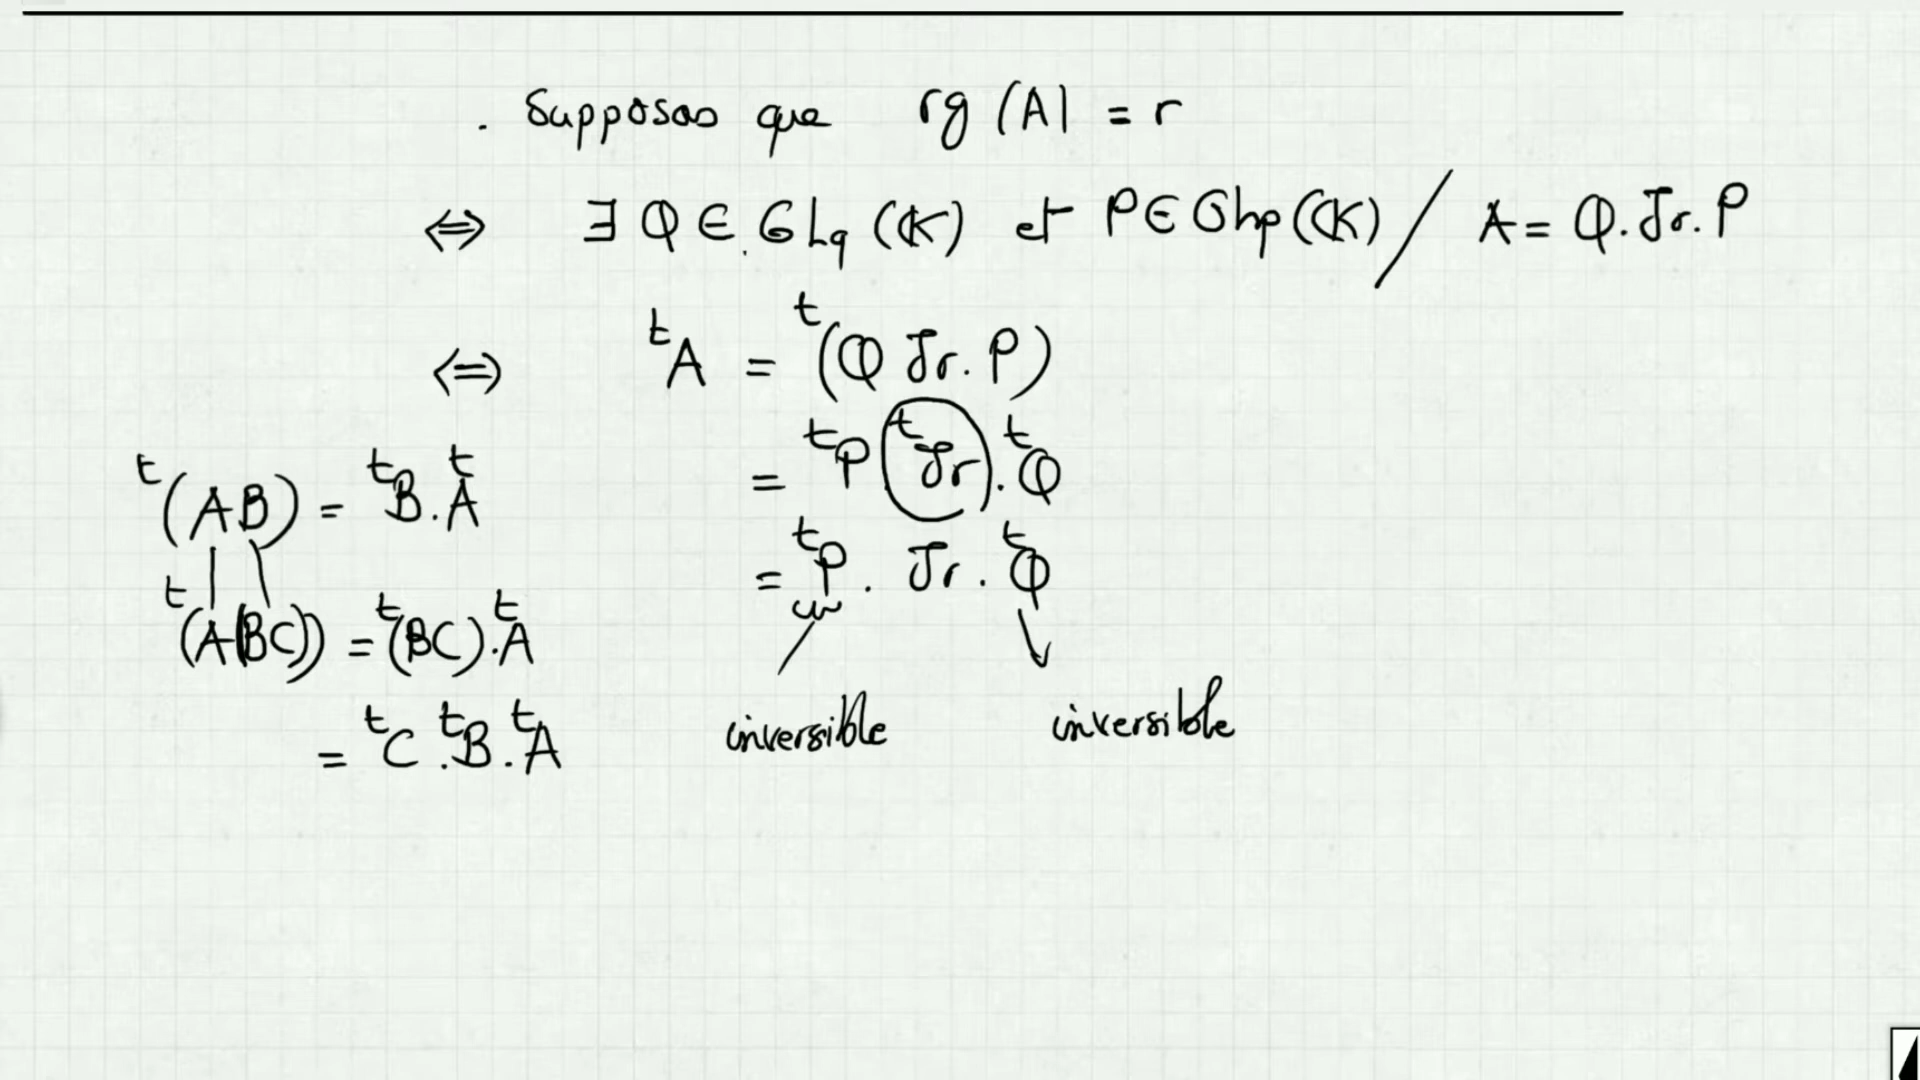 . Supposos que rg (A) = r
⇔ ∃ Q ∈ GLq (K) et P ∈ GLp (K) / A = Q . Jr . P
⇔ ᵗA = ᵗ(Q Jr . P)
= ᵗP ᵗJr . ᵗQ
= ᵗP . Jr . ᵗQ
inversible inversible
ᵗ(AB) = ᵗB . ᵗA
ᵗ(A(BC)) = ᵗ(BC) . ᵗA
= ᵗC . ᵗB . ᵗA